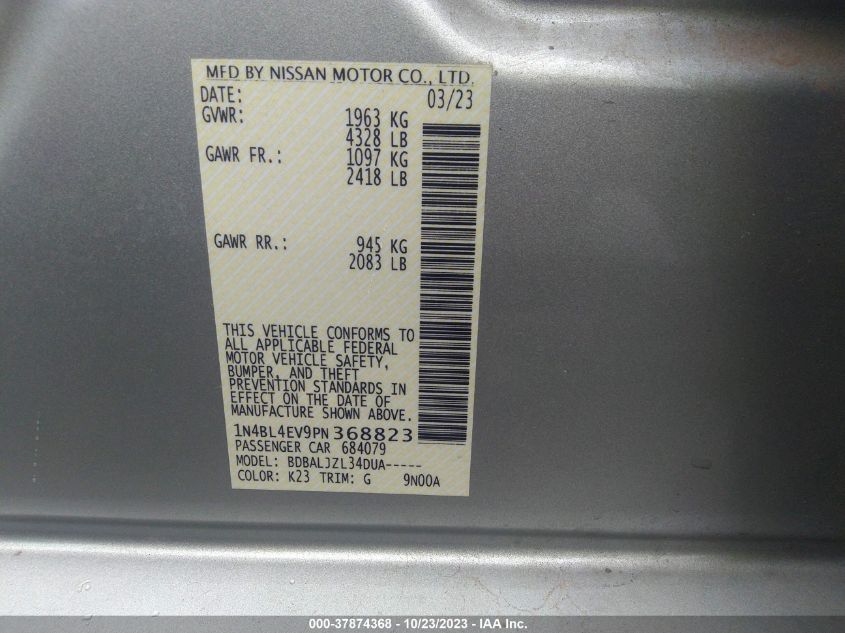 MFD BY NISSAN MOTOR CO., LTD.
DATE: 03/23
GVWR: 1963 KG
4328 LB
GAWR FR.: 1097 KG
2418 LB
GAWR RR.: 945 KG
2083 LB
THIS VEHICLE CONFORMS TO
ALL APPLICABLE FEDERAL
MOTOR VEHICLE SAFETY,
BUMPER, AND THEFT
PREVENTION STANDARDS IN
EFFECT ON THE DATE OF
MANUFACTURE SHOWN ABOVE.
1N4BL4EV9PN368823
PASSENGER CAR 684079
MODEL: BDBALJZL34DUA-----
COLOR: K23 TRIM: G 9N00A
000-37874368 - 10/23/2023 - IAA Inc.